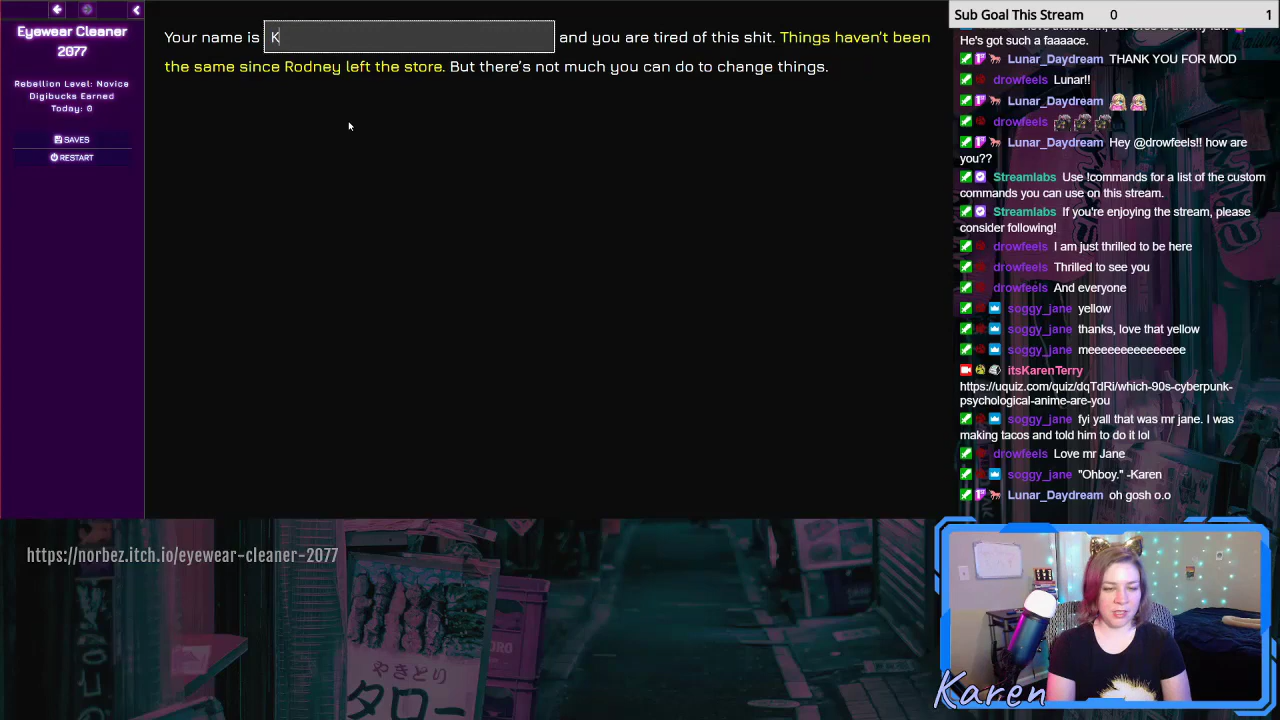 Eyewear Cleaner
2077
Rebellion Level: Novice
Digibucks Earned
Today: 0
SAVES
RESTART
Your name is K and you are tired of this shit. Things haven't been
the same since Rodney left the store. But there's not much you can do to change things.
Sub Goal This Stream 0 1
He's got such a faaaace.
Lunar_Daydream THANK YOU FOR MOD
drowfeels Lunar!!
Lunar_Daydream
drowfeels
Lunar_Daydream Hey @drowfeels!! how are
you??
Streamlabs Use !commands for a list of the custom
commands you can use on this stream.
Streamlabs If you're enjoying the stream, please
consider following!
drowfeels I am just thrilled to be here
drowfeels Thrilled to see you
drowfeels And everyone
soggy_jane yellow
soggy_jane thanks, love that yellow
soggy_jane meeeeeeeeeeeeeee
itsKarenTerry
https://uquiz.com/quiz/dqTdRi/which-90s-cyberpunk-
psychological-anime-are-you
soggy_jane fyi yall that was mr jane. I was
making tacos and told him to do it lol
drowfeels Love mr Jane
soggy_jane "Ohboy." -Karen
Lunar_Daydream oh gosh o.o
https://norbez.itch.io/eyewear-cleaner-2077
やきとり
タロー
Karen